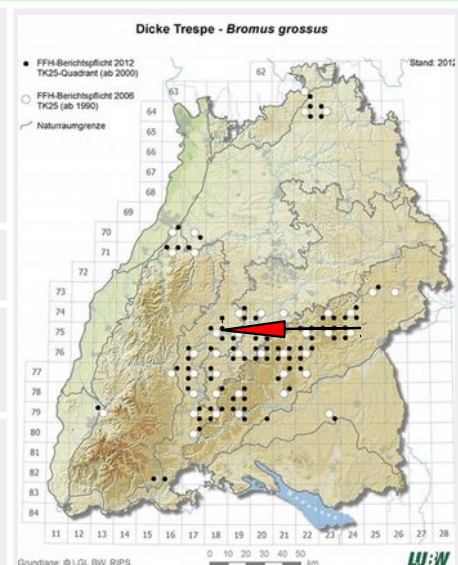 Dicke Trespe - Bromus grossus
FFH-Berichtspflicht 2012
TK25-Quadrant (ab 2000)
FFH-Berichtspflicht 2006
TK25 (ab 1990)
Naturraumgrenze
Stand: 2012
62
63
64
65
66
67
68
69
70
71
72
73
74
75
76
77
78
79
80
81
82
83
84
11 12 13 14 15 16 17 18 19 20 21 22 23 24 25 26 27 28
0 10 20 30 40 50
km
Grundlage: © LGL BW, RIPS
LUBW